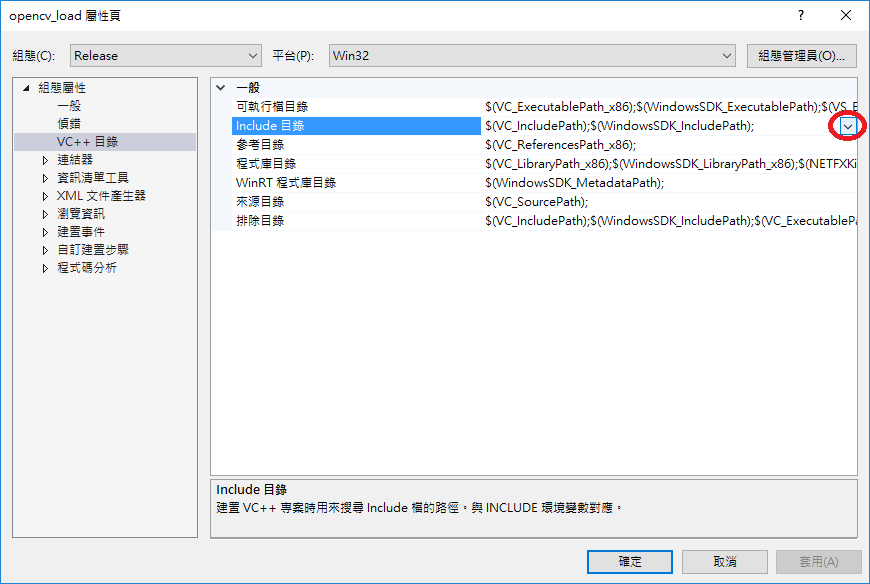 opencv_load 屬性頁
組態(C): Release 平台(P): Win32 組態管理員(O)...
組態屬性
一般
偵錯
VC++ 目錄
連結器
資訊清單工具
XML 文件產生器
瀏覽資訊
建置事件
自訂建置步驟
程式碼分析
一般
可執行檔目錄 $(VC_ExecutablePath_x86);$(WindowsSDK_ExecutablePath);$(VS_E
Include 目錄 $(VC_IncludePath);$(WindowsSDK_IncludePath);
參考目錄 $(VC_ReferencesPath_x86);
程式庫目錄 $(VC_LibraryPath_x86);$(WindowsSDK_LibraryPath_x86);$(NETFXKi
WinRT 程式庫目錄 $(WindowsSDK_MetadataPath);
來源目錄 $(VC_SourcePath);
排除目錄 $(VC_IncludePath);$(WindowsSDK_IncludePath);$(VC_ExecutablePa
Include 目錄
建置 VC++ 專案時用來搜尋 Include 檔的路徑。與 INCLUDE 環境變數對應。
確定 取消 套用(A)